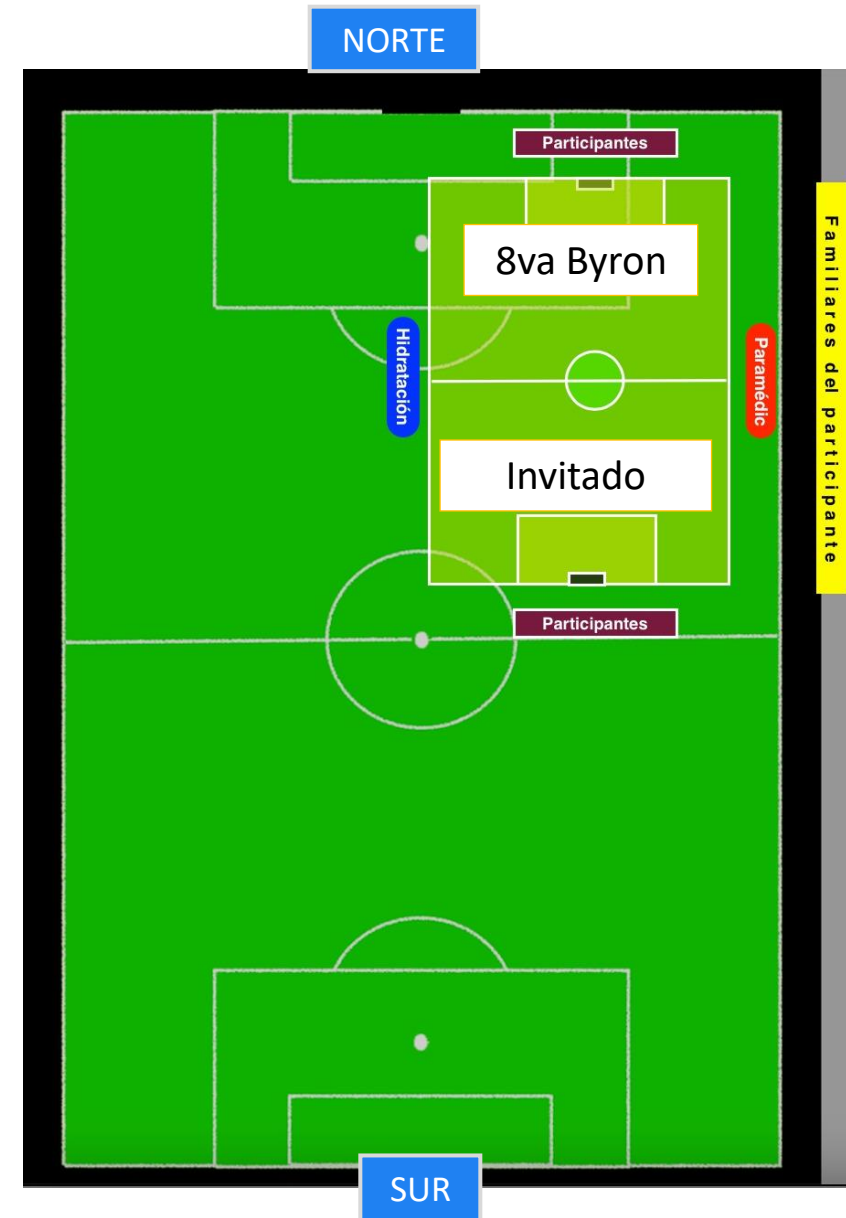 NORTE
Participantes
8va Byron
Hidratación
Paramédic
Familiares del participante
Invitado
Participantes
SUR